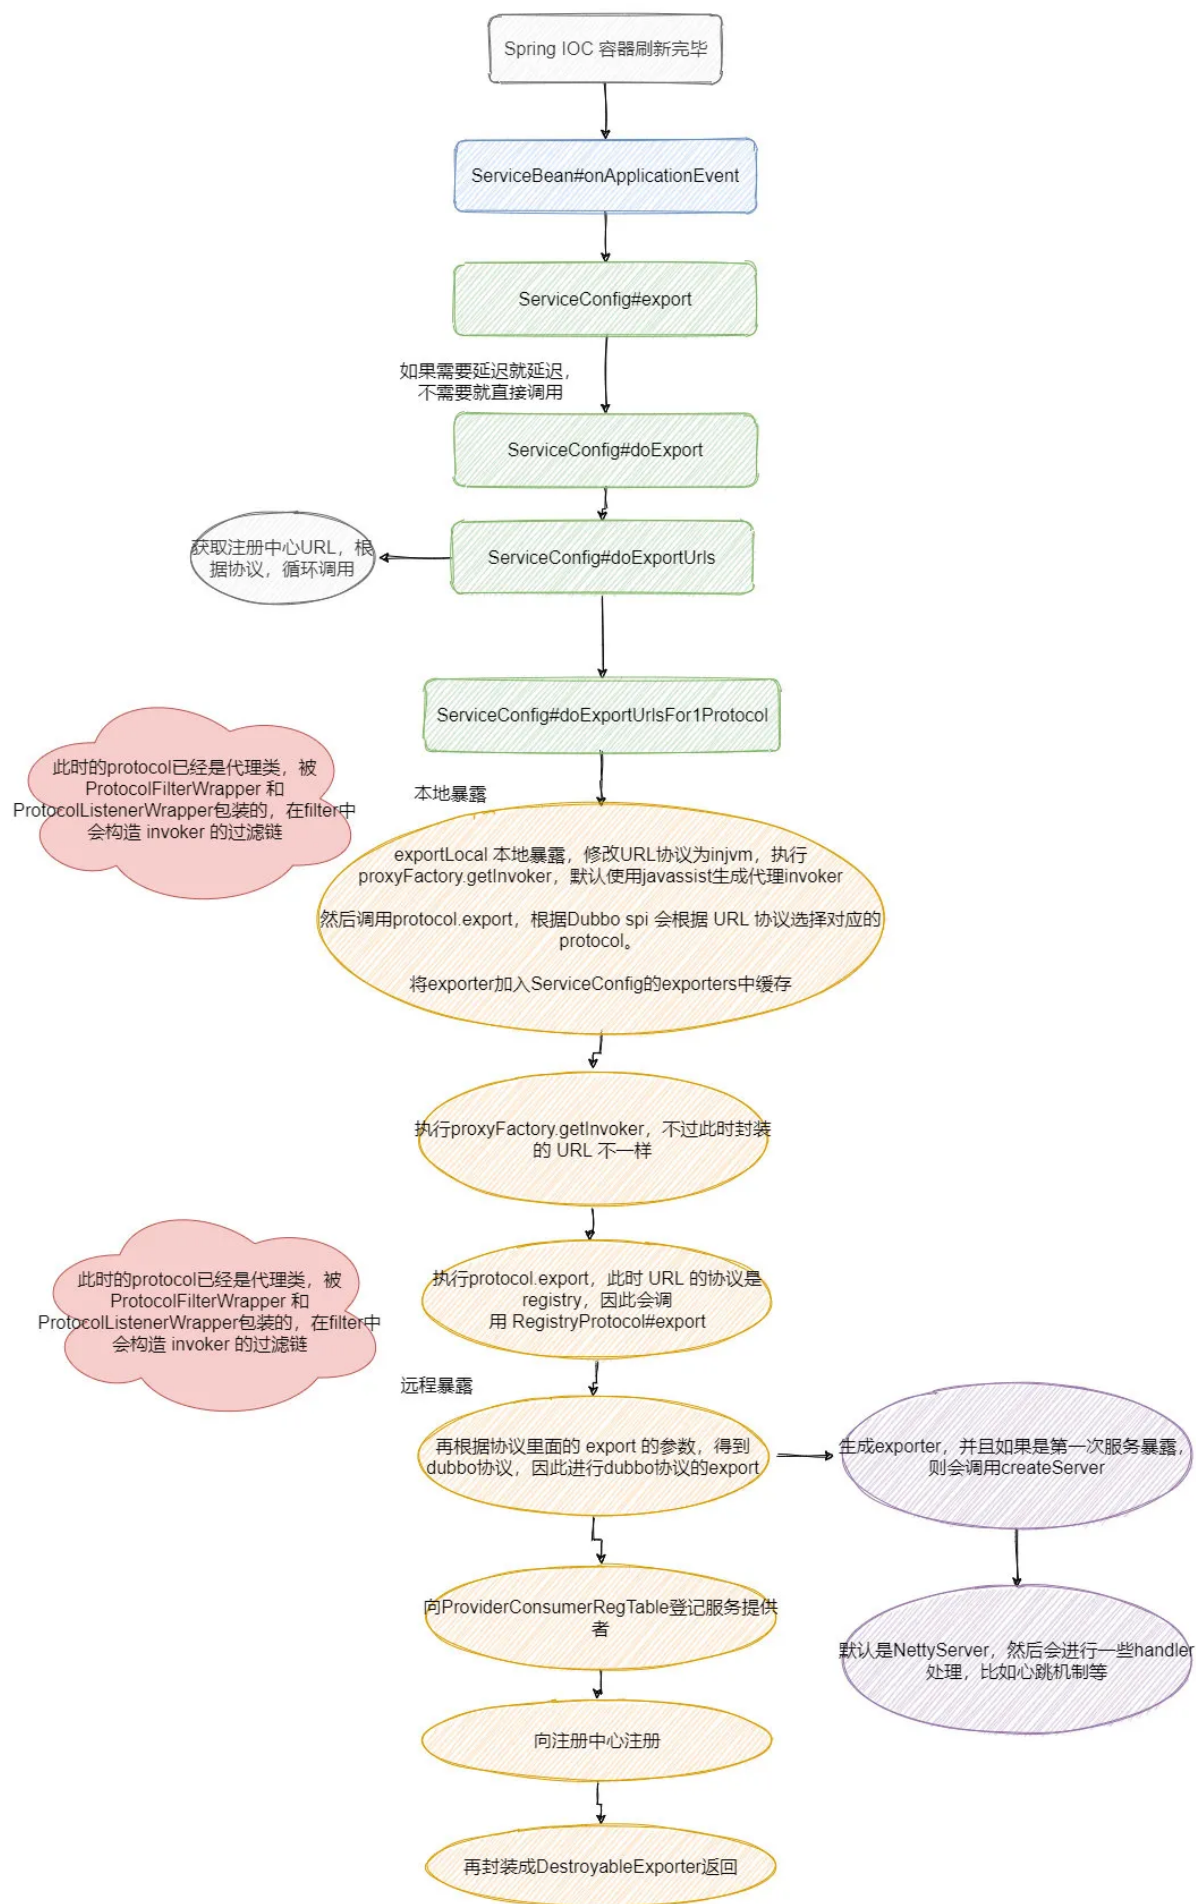 Spring IOC 容器刷新完毕
ServiceBean#onApplicationEvent
ServiceConfig#export
如果需要延迟就延迟，
不需要就直接调用
ServiceConfig#doExport
获取注册中心URL，根
据协议，循环调用
ServiceConfig#doExportUrls
ServiceConfig#doExportUrlsFor1Protocol
此时的protocol已经是代理类，被
ProtocolFilterWrapper 和
ProtocolListenerWrapper包装的，在filter中
会构造 invoker 的过滤链
本地暴露
exportLocal 本地暴露，修改URL协议为injvm，执行
proxyFactory.getInvoker，默认使用javassist生成代理invoker
然后调用protocol.export，根据Dubbo spi 会根据 URL 协议选择对应的
protocol。
将exporter加入ServiceConfig的exporters中缓存
执行proxyFactory.getInvoker，不过此时封装
的 URL 不一样
此时的protocol已经是代理类，被
ProtocolFilterWrapper 和
ProtocolListenerWrapper包装的，在filter中
会构造 invoker 的过滤链
执行protocol.export，此时 URL 的协议是
registry，因此会调
用 RegistryProtocol#export
远程暴露
再根据协议里面的 export 的参数，得到
dubbo协议，因此进行dubbo协议的export
生成exporter，并且如果是第一次服务暴露，
则会调用createServer
向ProviderConsumerRegTable登记服务提供
者
默认是NettyServer，然后会进行一些handler
处理，比如心跳机制等
向注册中心注册
再封装成DestroyableExporter返回